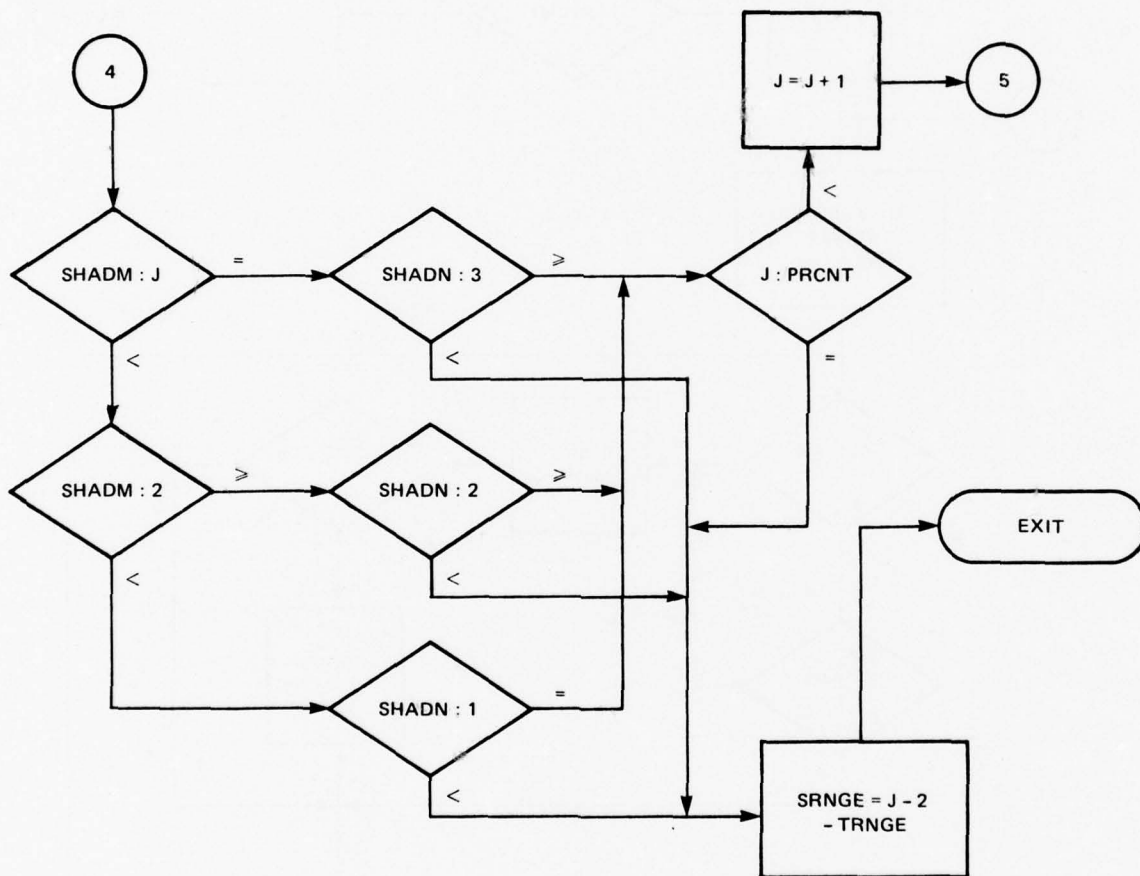 4
J = J + 1
5
<
SHADM : J
=
SHADN : 3
⩾
J : PRCNT
<
<
=
SHADM : 2
⩾
SHADN : 2
⩾
EXIT
<
<
SHADN : 1
=
<
SRNGE = J – 2
– TRNGE